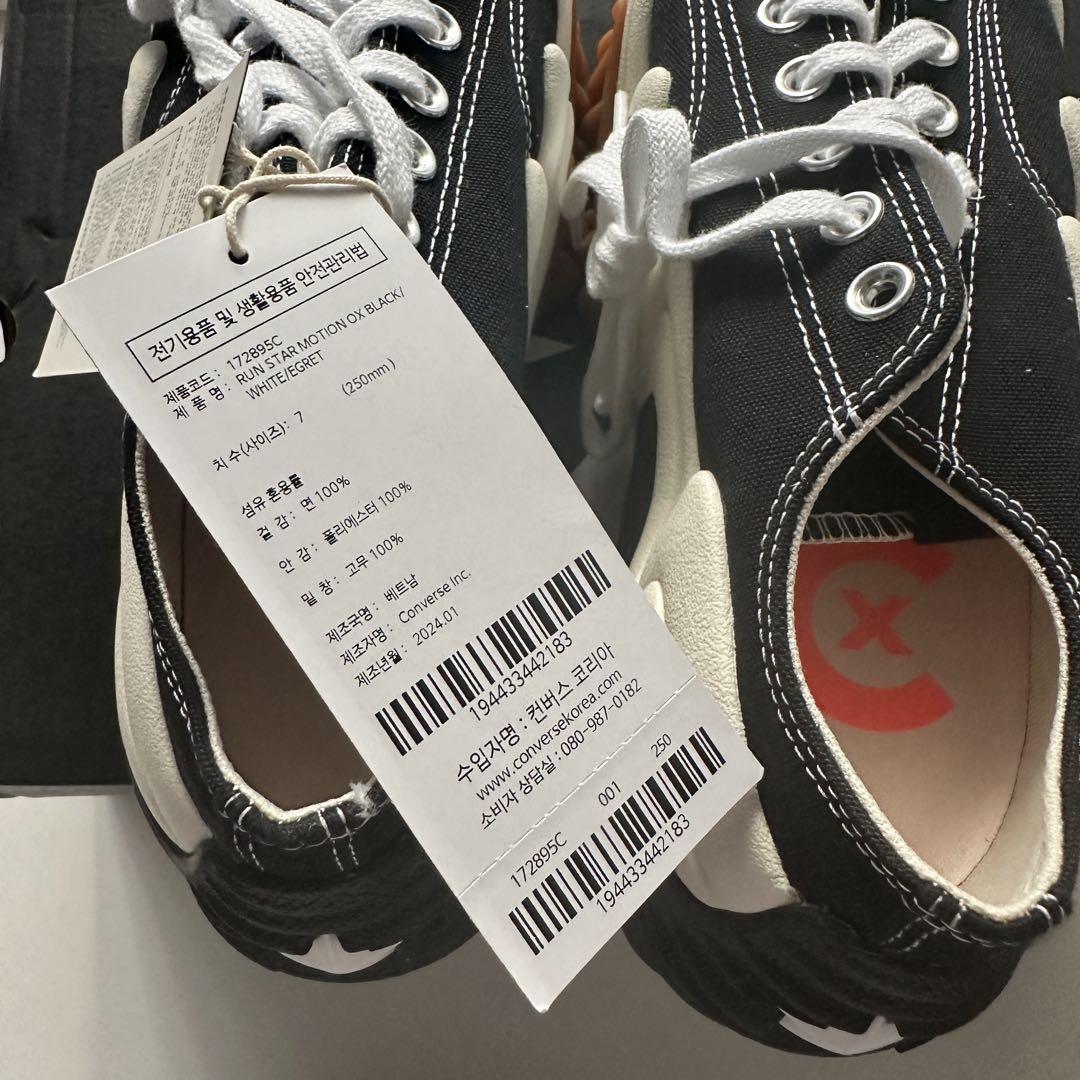 전기용품 및 생활용품 안전관리법
제품코드 : 172895C
제 품 명 : RUN STAR MOTION OX BLACK/
WHITE/EGRET
치 수(사이즈): 7 (250mm)
섬유 혼용률
겉 감 : 면 100%
안 감 : 폴리에스터 100%
밑 창 : 고무 100%
제조국명 : 베트남
제조자명 : Converse Inc.
제조년월 : 2024.01
194433442183
수입자명 : 컨버스 코리아
www.conversekorea.com
소비자 상담실 : 080-987-0182
172895C 001 250
194433442183
CX